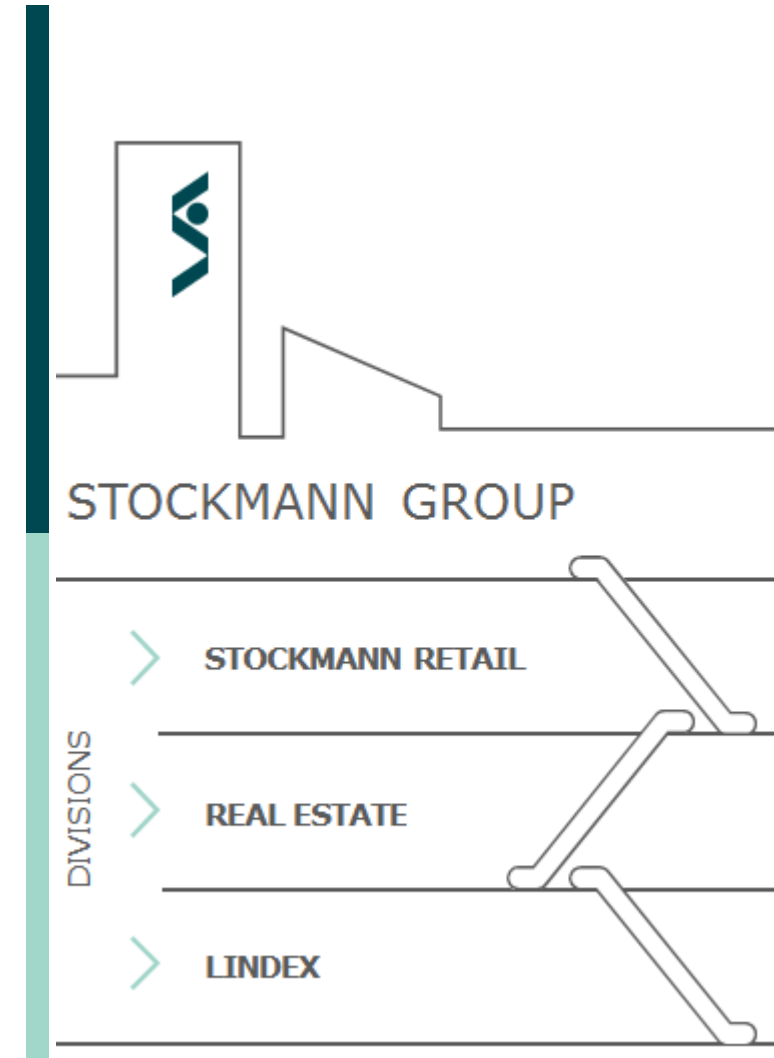 STOCKMANN GROUP
DIVISIONS
STOCKMANN RETAIL
REAL ESTATE
LINDEX